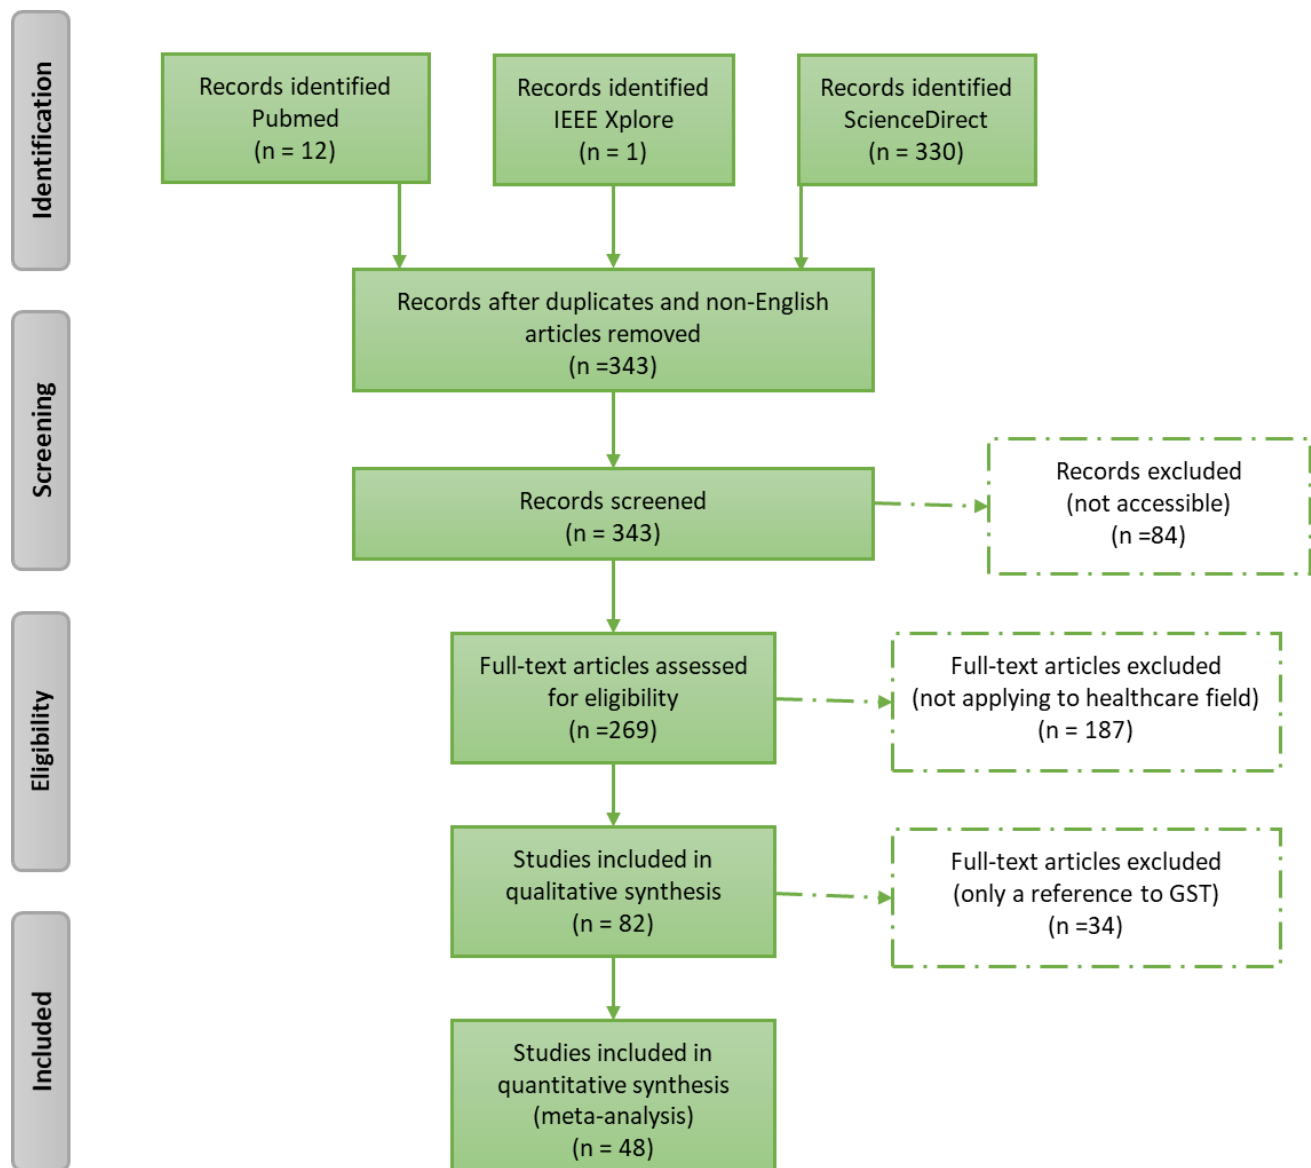 Identification
Records identified
Pubmed
(n = 12)
Records identified
IEEE Xplore
(n = 1)
Records identified
ScienceDirect
(n = 330)
Records after duplicates and non-English
articles removed
(n =343)
Screening
Records screened
(n = 343)
Records excluded
(not accessible)
(n =84)
Eligibility
Full-text articles assessed
for eligibility
(n =269)
Full-text articles excluded
(not applying to healthcare field)
(n = 187)
Studies included in
qualitative synthesis
(n = 82)
Full-text articles excluded
(only a reference to GST)
(n =34)
Included
Studies included in
quantitative synthesis
(meta-analysis)
(n = 48)